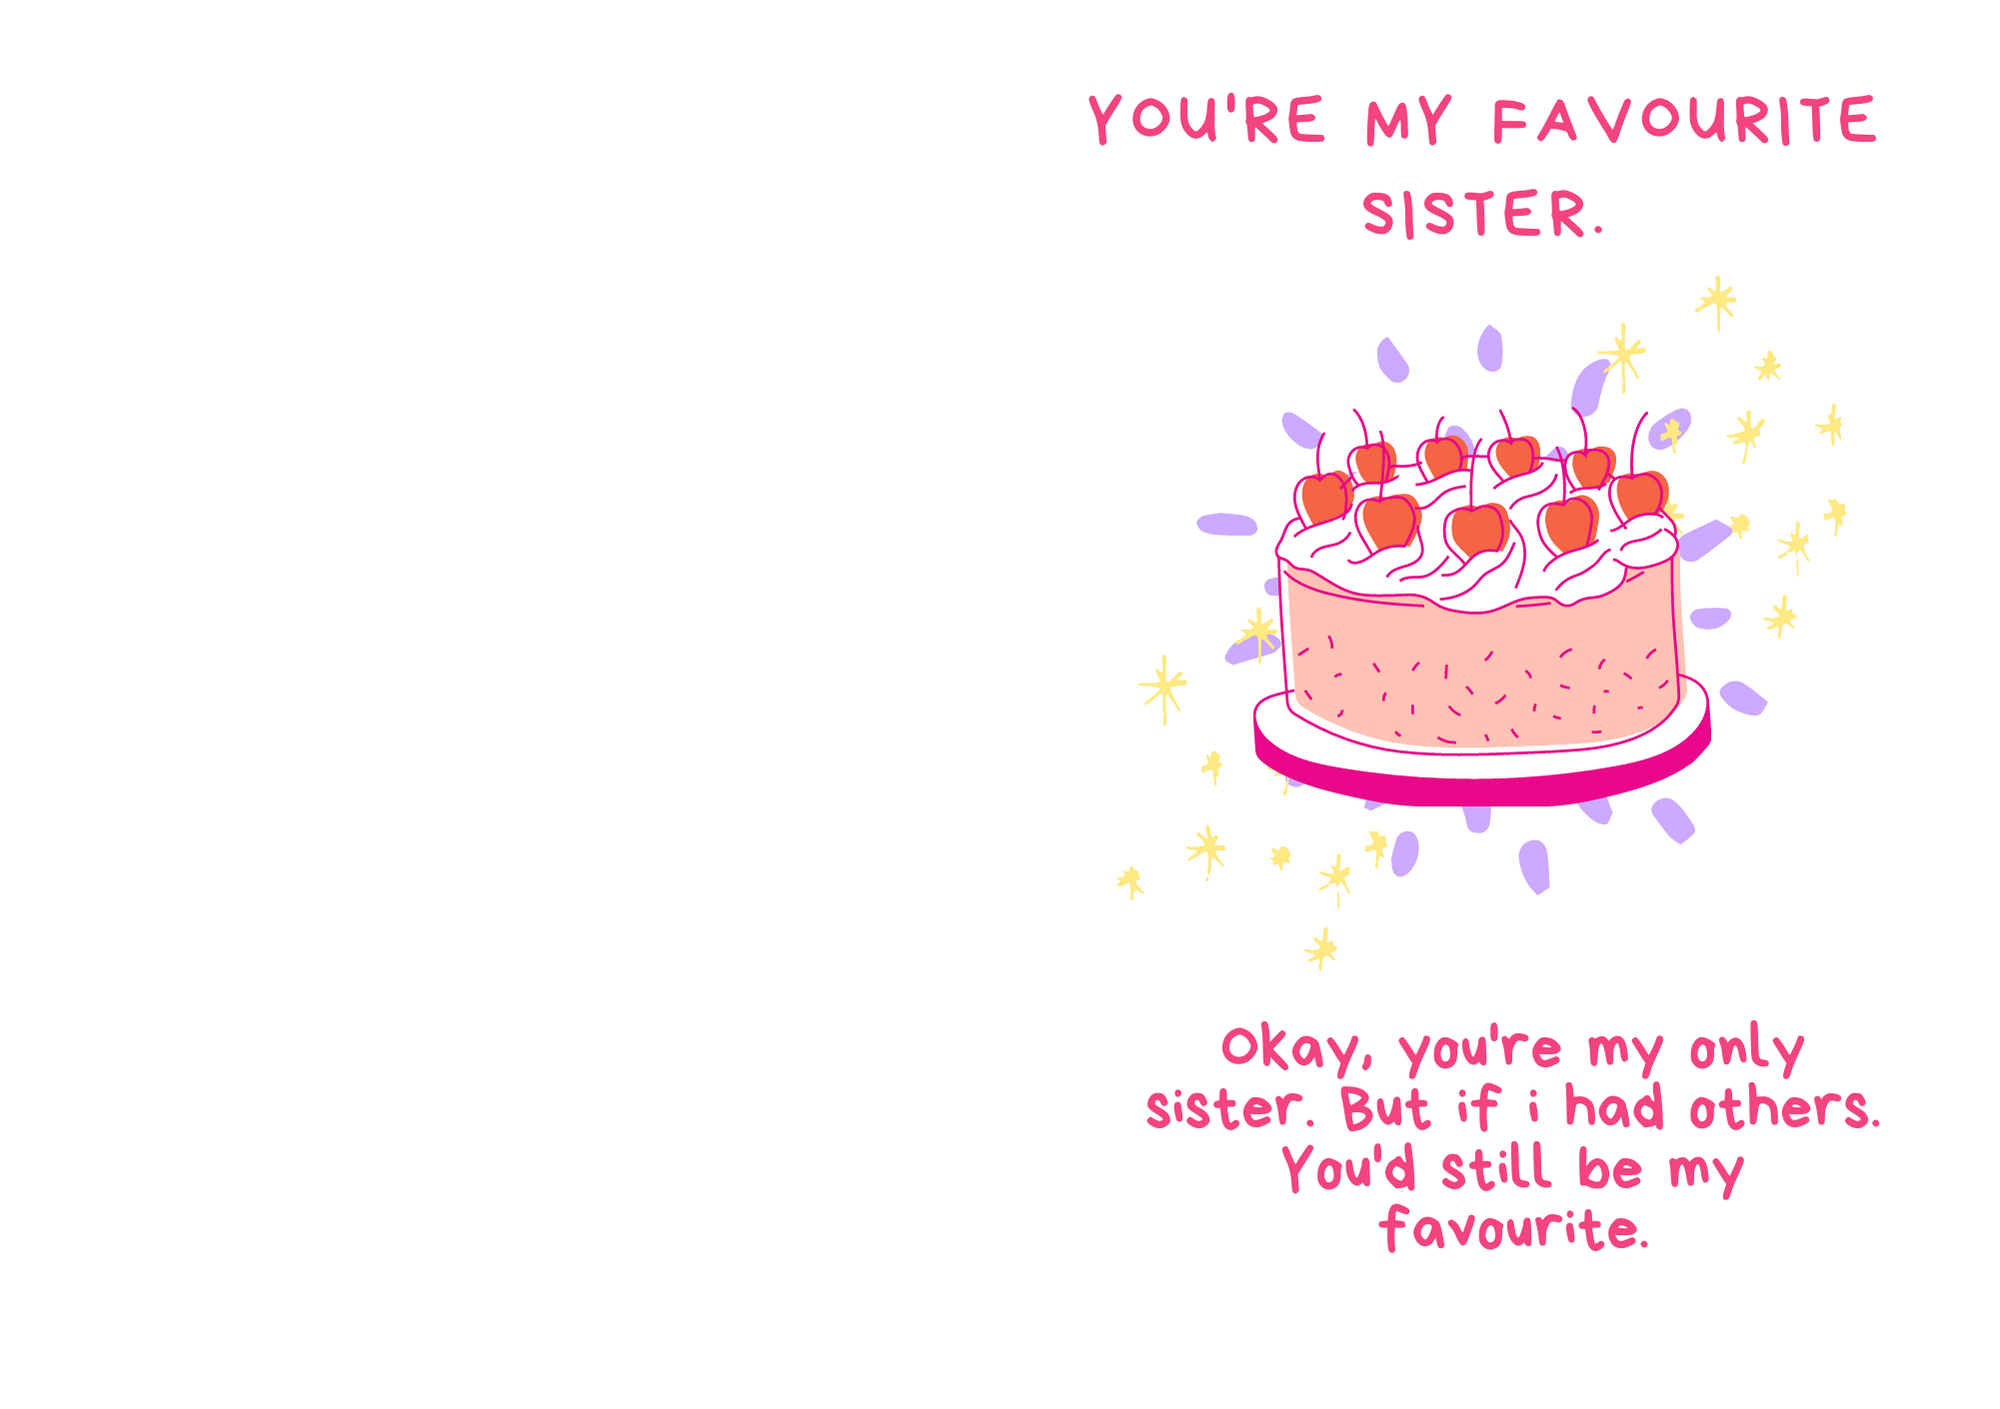 YOU'RE MY FAVOURITE
SISTER.
Okay, you're my only
sister. But if i had others.
You'd still be my
favourite.